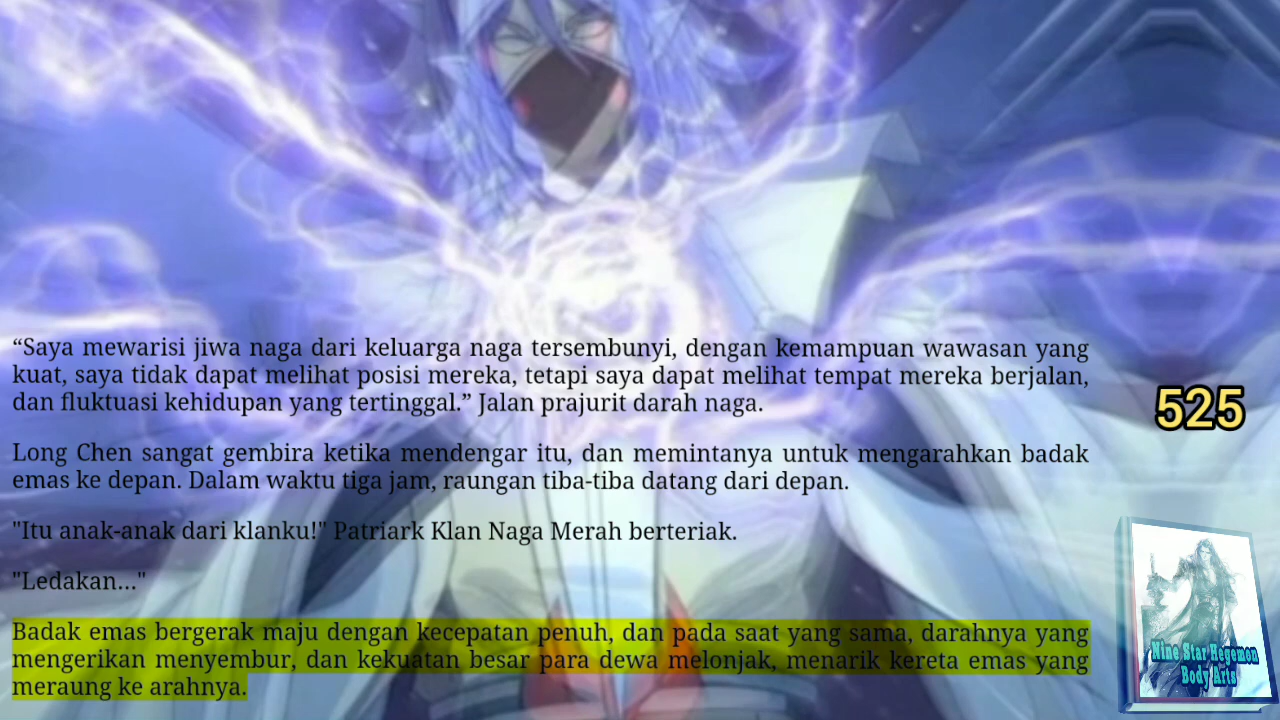 “Saya mewarisi jiwa naga dari keluarga naga tersembunyi, dengan kemampuan wawasan yang
kuat, saya tidak dapat melihat posisi mereka, tetapi saya dapat melihat tempat mereka berjalan,
dan fluktuasi kehidupan yang tertinggal.” Jalan prajurit darah naga.
Long Chen sangat gembira ketika mendengar itu, dan memintanya untuk mengarahkan badak
emas ke depan. Dalam waktu tiga jam, raungan tiba-tiba datang dari depan.
"Itu anak-anak dari klanku!" Patriark Klan Naga Merah berteriak.
"Ledakan..."
Badak emas bergerak maju dengan kecepatan penuh, dan pada saat yang sama, darahnya yang
mengerikan menyembur, dan kekuatan besar para dewa melonjak, menarik kereta emas yang
meraung ke arahnya.
525
Nine Star Hegemon
Body Arts